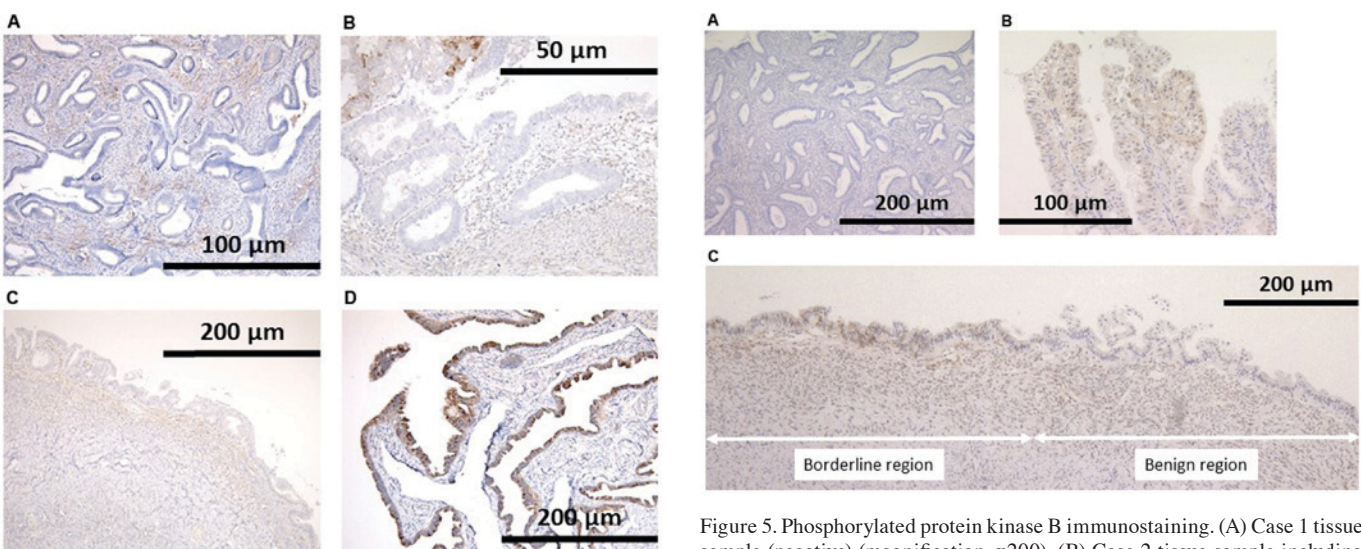 A
B
50 µm
100 µm
C
D
200 µm
200 µm
A
B
200 µm
100 µm
C
200 µm
Borderline region
Benign region
Figure 5. Phosphorylated protein kinase B immunostaining. (A) Case 1 tissue
sample (negative) (magnification, x200). (B) Case 2 tissue sample including